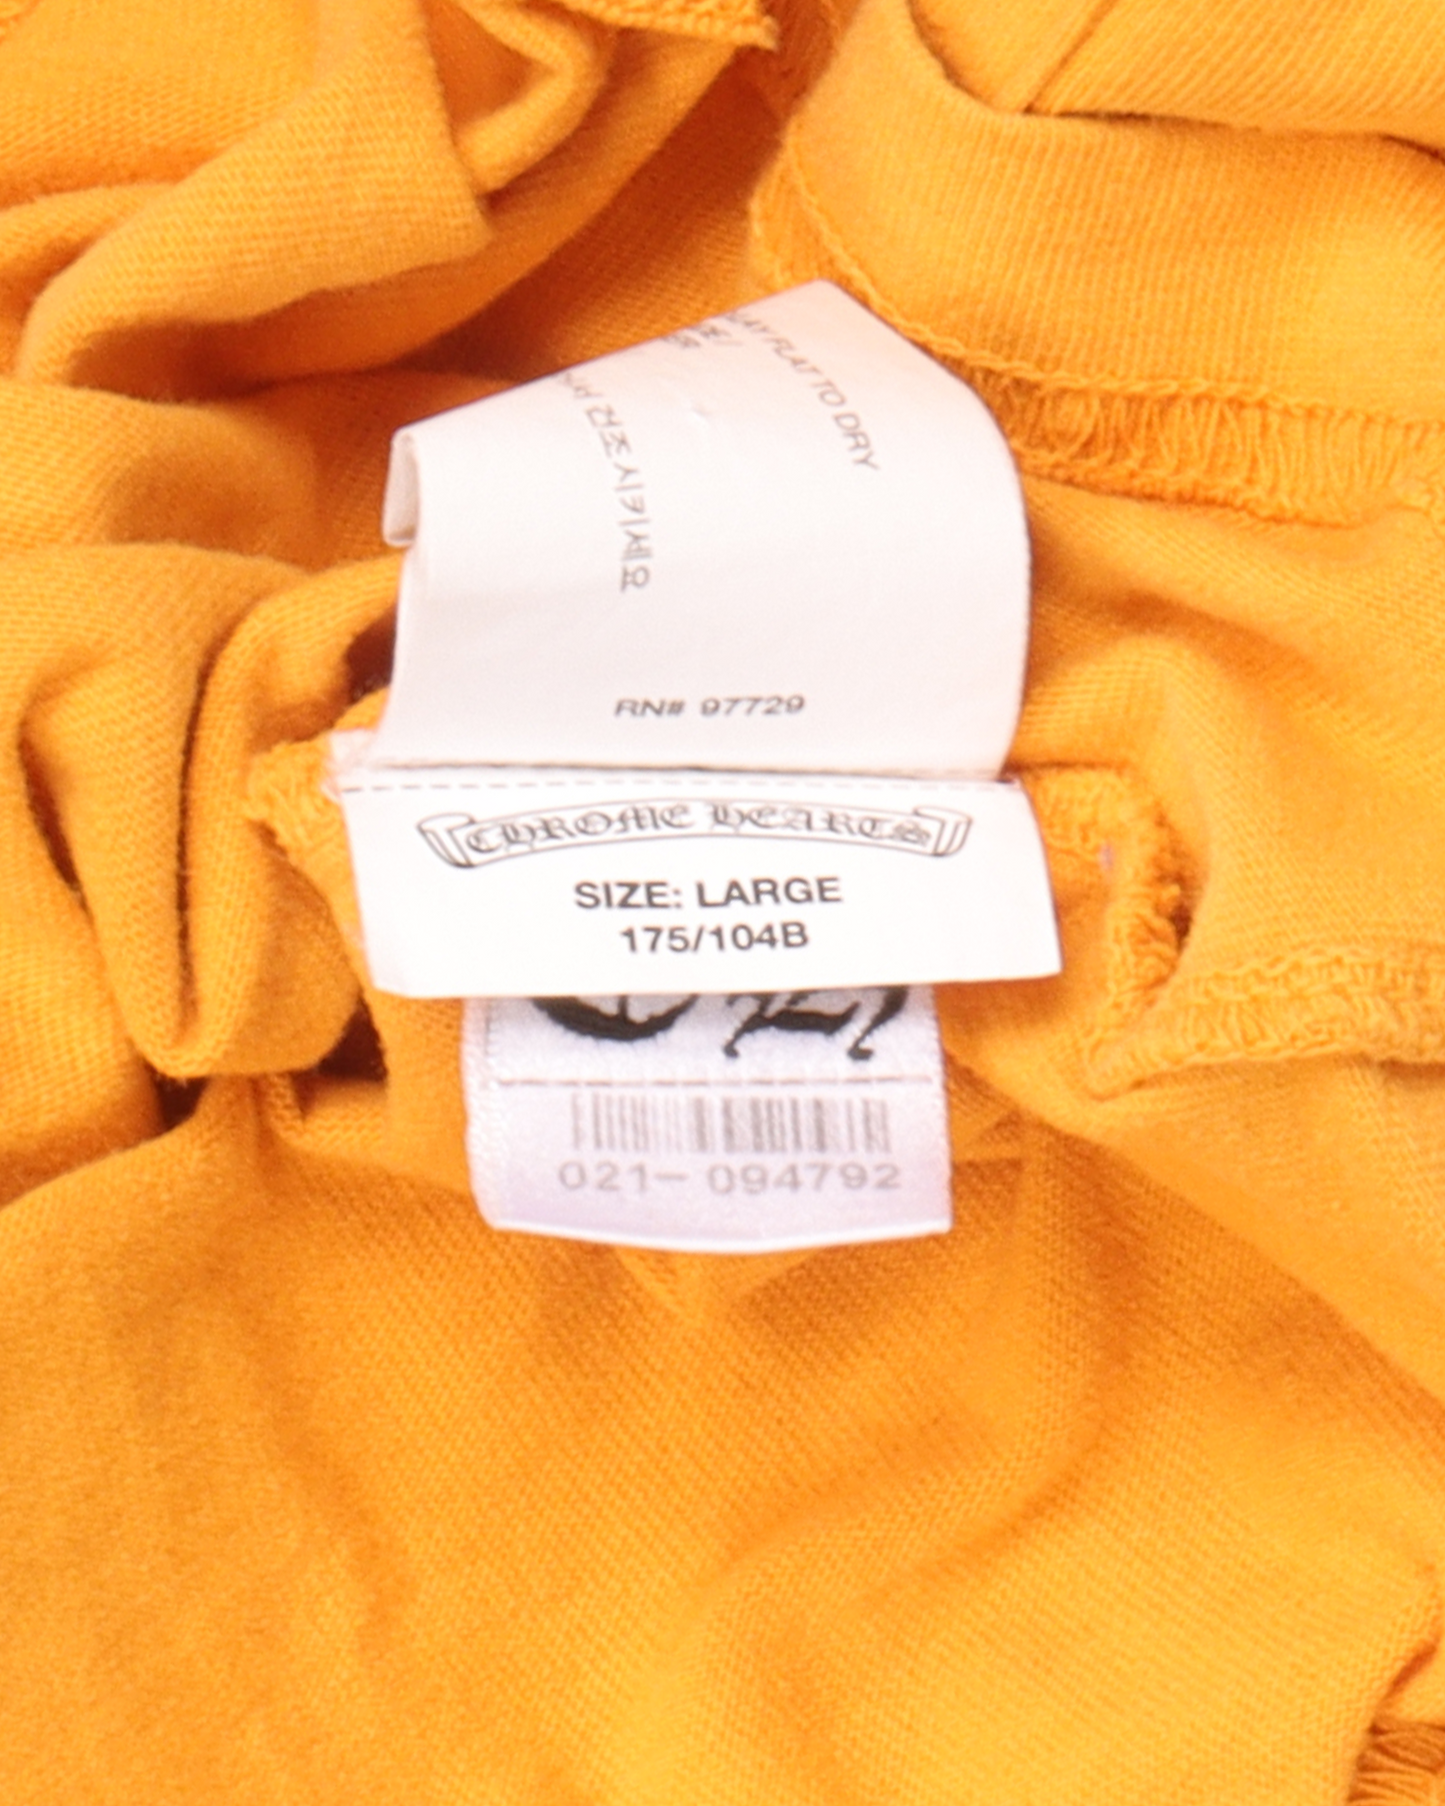 LAY FLAT TO DRY
건조시키세요
RN# 97729
CHROME HEARTS
SIZE: LARGE
175/104B
021- 094792